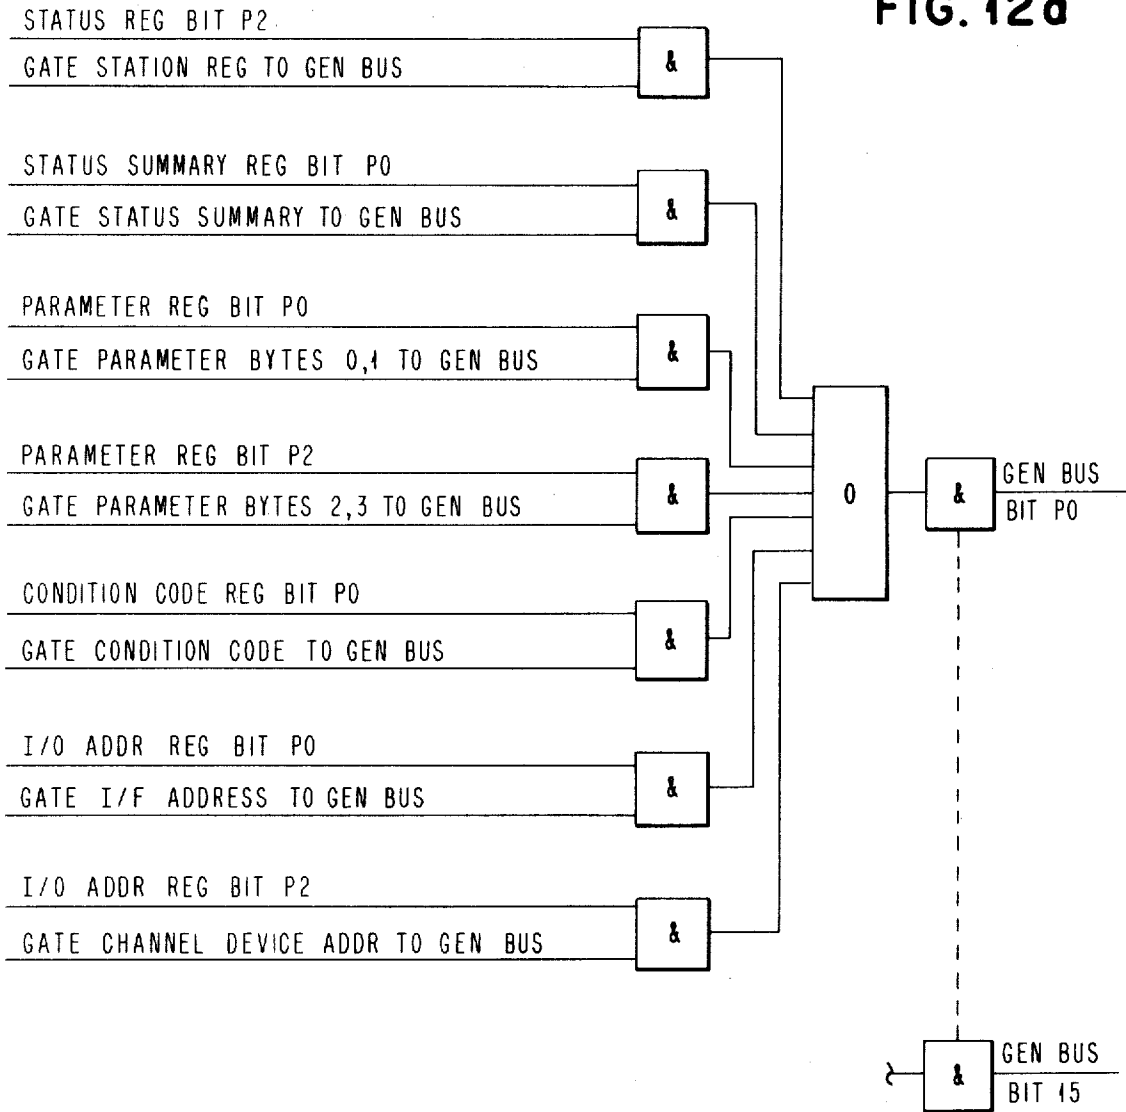 FIG. 12a
STATUS REG BIT P2
GATE STATION REG TO GEN BUS
&
STATUS SUMMARY REG BIT P0
GATE STATUS SUMMARY TO GEN BUS
&
PARAMETER REG BIT P0
GATE PARAMETER BYTES 0,1 TO GEN BUS
&
PARAMETER REG BIT P2
GATE PARAMETER BYTES 2,3 TO GEN BUS
&
O
&
GEN BUS
BIT P0
CONDITION CODE REG BIT P0
GATE CONDITION CODE TO GEN BUS
&
I/O ADDR REG BIT P0
GATE I/F ADDRESS TO GEN BUS
&
I/O ADDR REG BIT P2
GATE CHANNEL DEVICE ADDR TO GEN BUS
&
&
GEN BUS
BIT 15